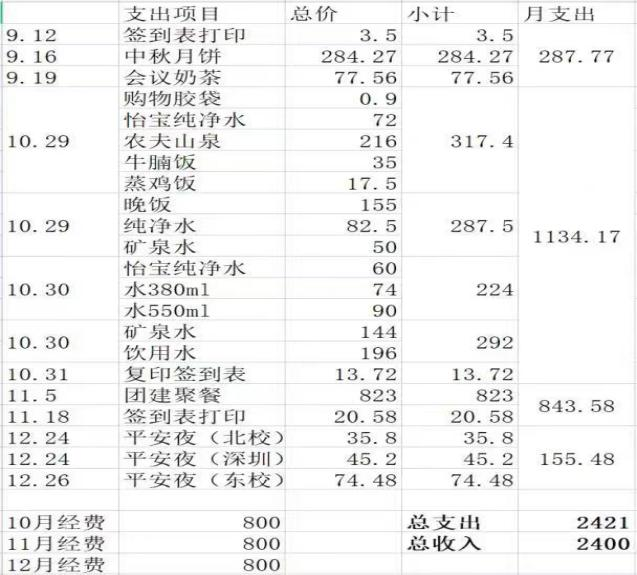 支出项目 总价 小计 月支出
9.12 签到表打印 3.5 3.5
9.16 中秋月饼 284.27 284.27 287.77
9.19 会议奶茶 77.56 77.56
购物胶袋 0.9
怡宝纯净水 72
10.29 农夫山泉 216 317.4
牛腩饭 35
蒸鸡饭 17.5
晚饭 155
10.29 纯净水 82.5 287.5
矿泉水 50
1134.17
怡宝纯净水 60
10.30 水380ml 74 224
水550ml 90
10.30 矿泉水 144 292
饮用水 196
10.31 复印签到表 13.72 13.72
11.5 团建聚餐 823 823
843.58
11.18 签到表打印 20.58 20.58
12.24 平安夜（北校） 35.8 35.8
12.24 平安夜（深圳） 45.2 45.2 155.48
12.26 平安夜（东校） 74.48 74.48
10月经费 800 总支出 2421
11月经费 800 总收入 2400
12月经费 800